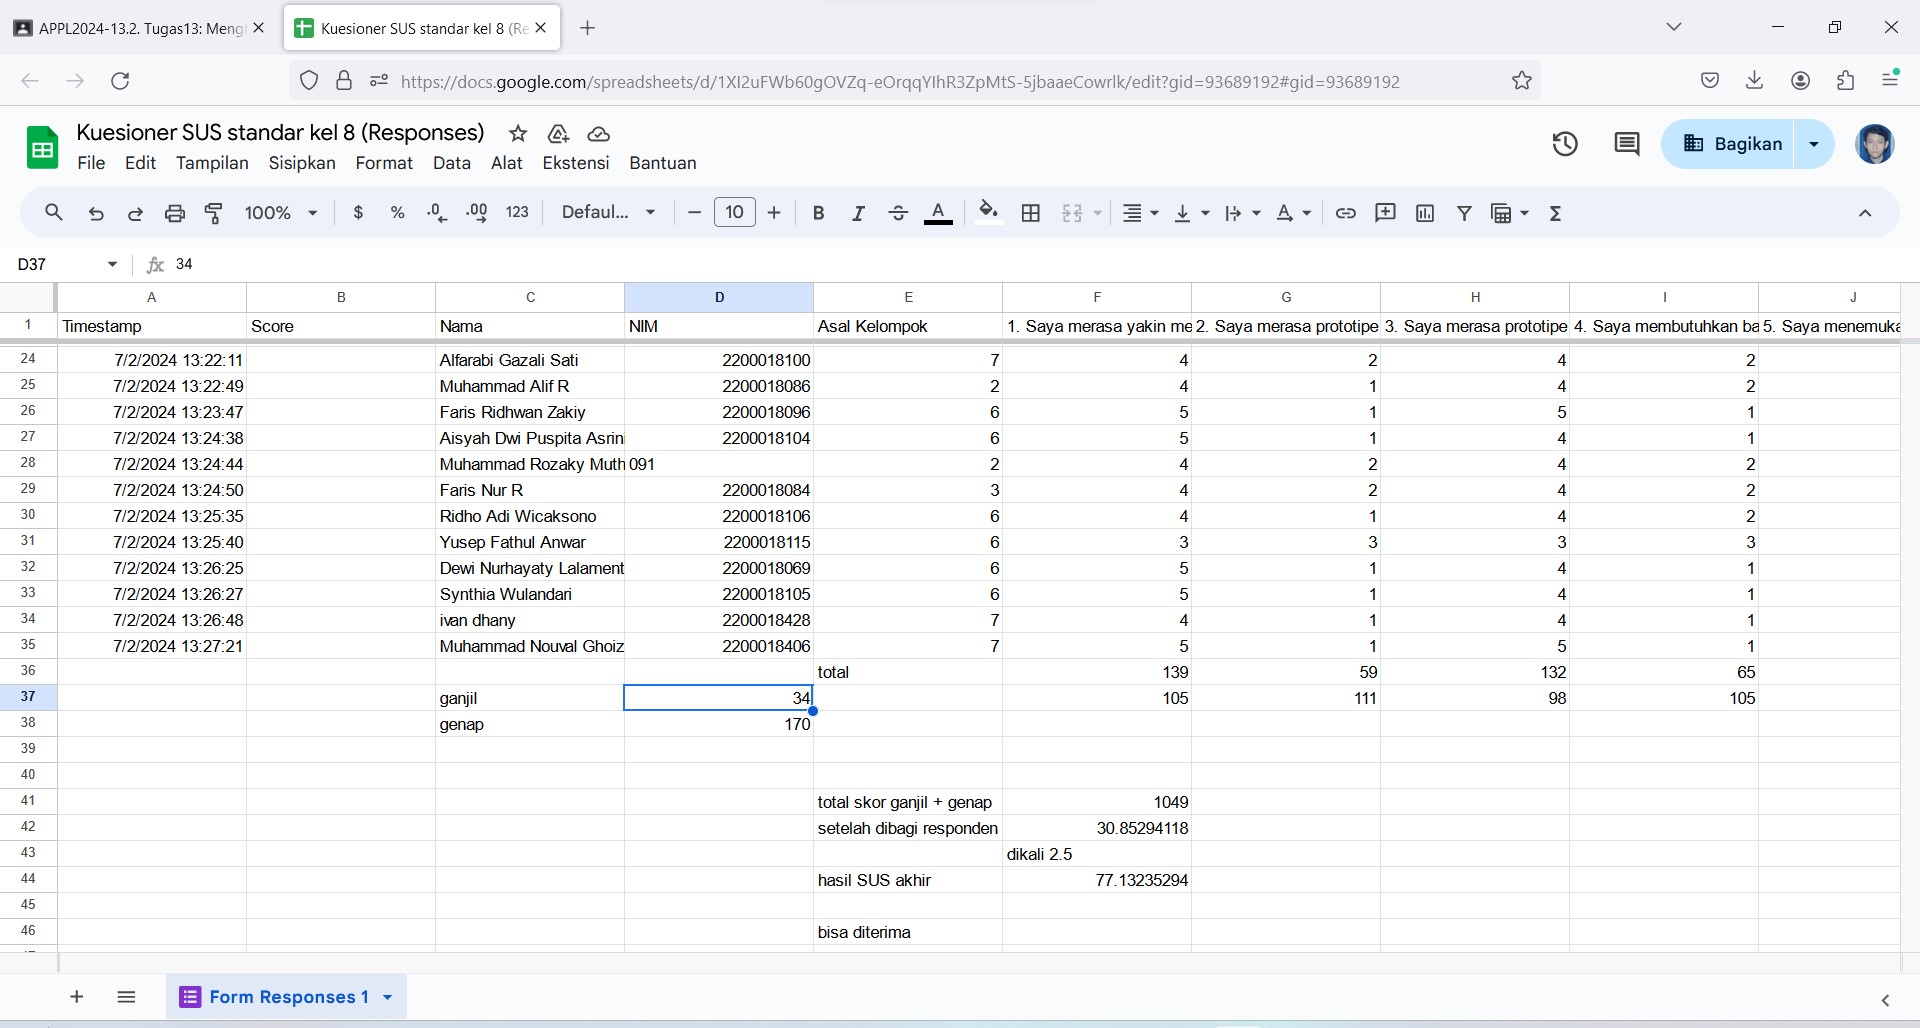 APPL2024-13.2. Tugas13: Mengl
Kuesioner SUS standar kel 8 (Re
https://docs.google.com/spreadsheets/d/1XI2uFWb60gOVZq-eOrqqYIhR3ZpMtS-5jbaaeCowrlk/edit?gid=93689192#gid=93689192
Kuesioner SUS standar kel 8 (Responses)
File Edit Tampilan Sisipkan Format Data Alat Ekstensi Bantuan
Bagikan
100% $ % .0 .00 123 Defaul... 10 B I A
D37 fx 34
A B C D E F G H I J
1 Timestamp Score Nama NIM Asal Kelompok 1. Saya merasa yakin me 2. Saya merasa prototipe 3. Saya merasa prototipe 4. Saya membutuhkan ba 5. Saya menemuka
24 7/2/2024 13:22:11 Alfarabi Gazali Sati 2200018100 7 4 2 4 2
25 7/2/2024 13:22:49 Muhammad Alif R 2200018086 2 4 1 4 2
26 7/2/2024 13:23:47 Faris Ridhwan Zakiy 2200018096 6 5 1 5 1
27 7/2/2024 13:24:38 Aisyah Dwi Puspita Asrini 2200018104 6 5 1 4 1
28 7/2/2024 13:24:44 Muhammad Rozaky Muth 091 2 4 2 4 2
29 7/2/2024 13:24:50 Faris Nur R 2200018084 3 4 2 4 2
30 7/2/2024 13:25:35 Ridho Adi Wicaksono 2200018106 6 4 1 4 2
31 7/2/2024 13:25:40 Yusep Fathul Anwar 2200018115 6 3 3 3 3
32 7/2/2024 13:26:25 Dewi Nurhayaty Lalament 2200018069 6 5 1 4 1
33 7/2/2024 13:26:27 Synthia Wulandari 2200018105 6 5 1 4 1
34 7/2/2024 13:26:48 ivan dhany 2200018428 7 4 1 4 1
35 7/2/2024 13:27:21 Muhammad Nouval Ghoiz 2200018406 7 5 1 5 1
36 total 139 59 132 65
37 ganjil 34 105 111 98 105
38 genap 170
39
40
41 total skor ganjil + genap 1049
42 setelah dibagi responden 30.85294118
43 dikali 2.5
44 hasil SUS akhir 77.13235294
45
46 bisa diterima
Form Responses 1